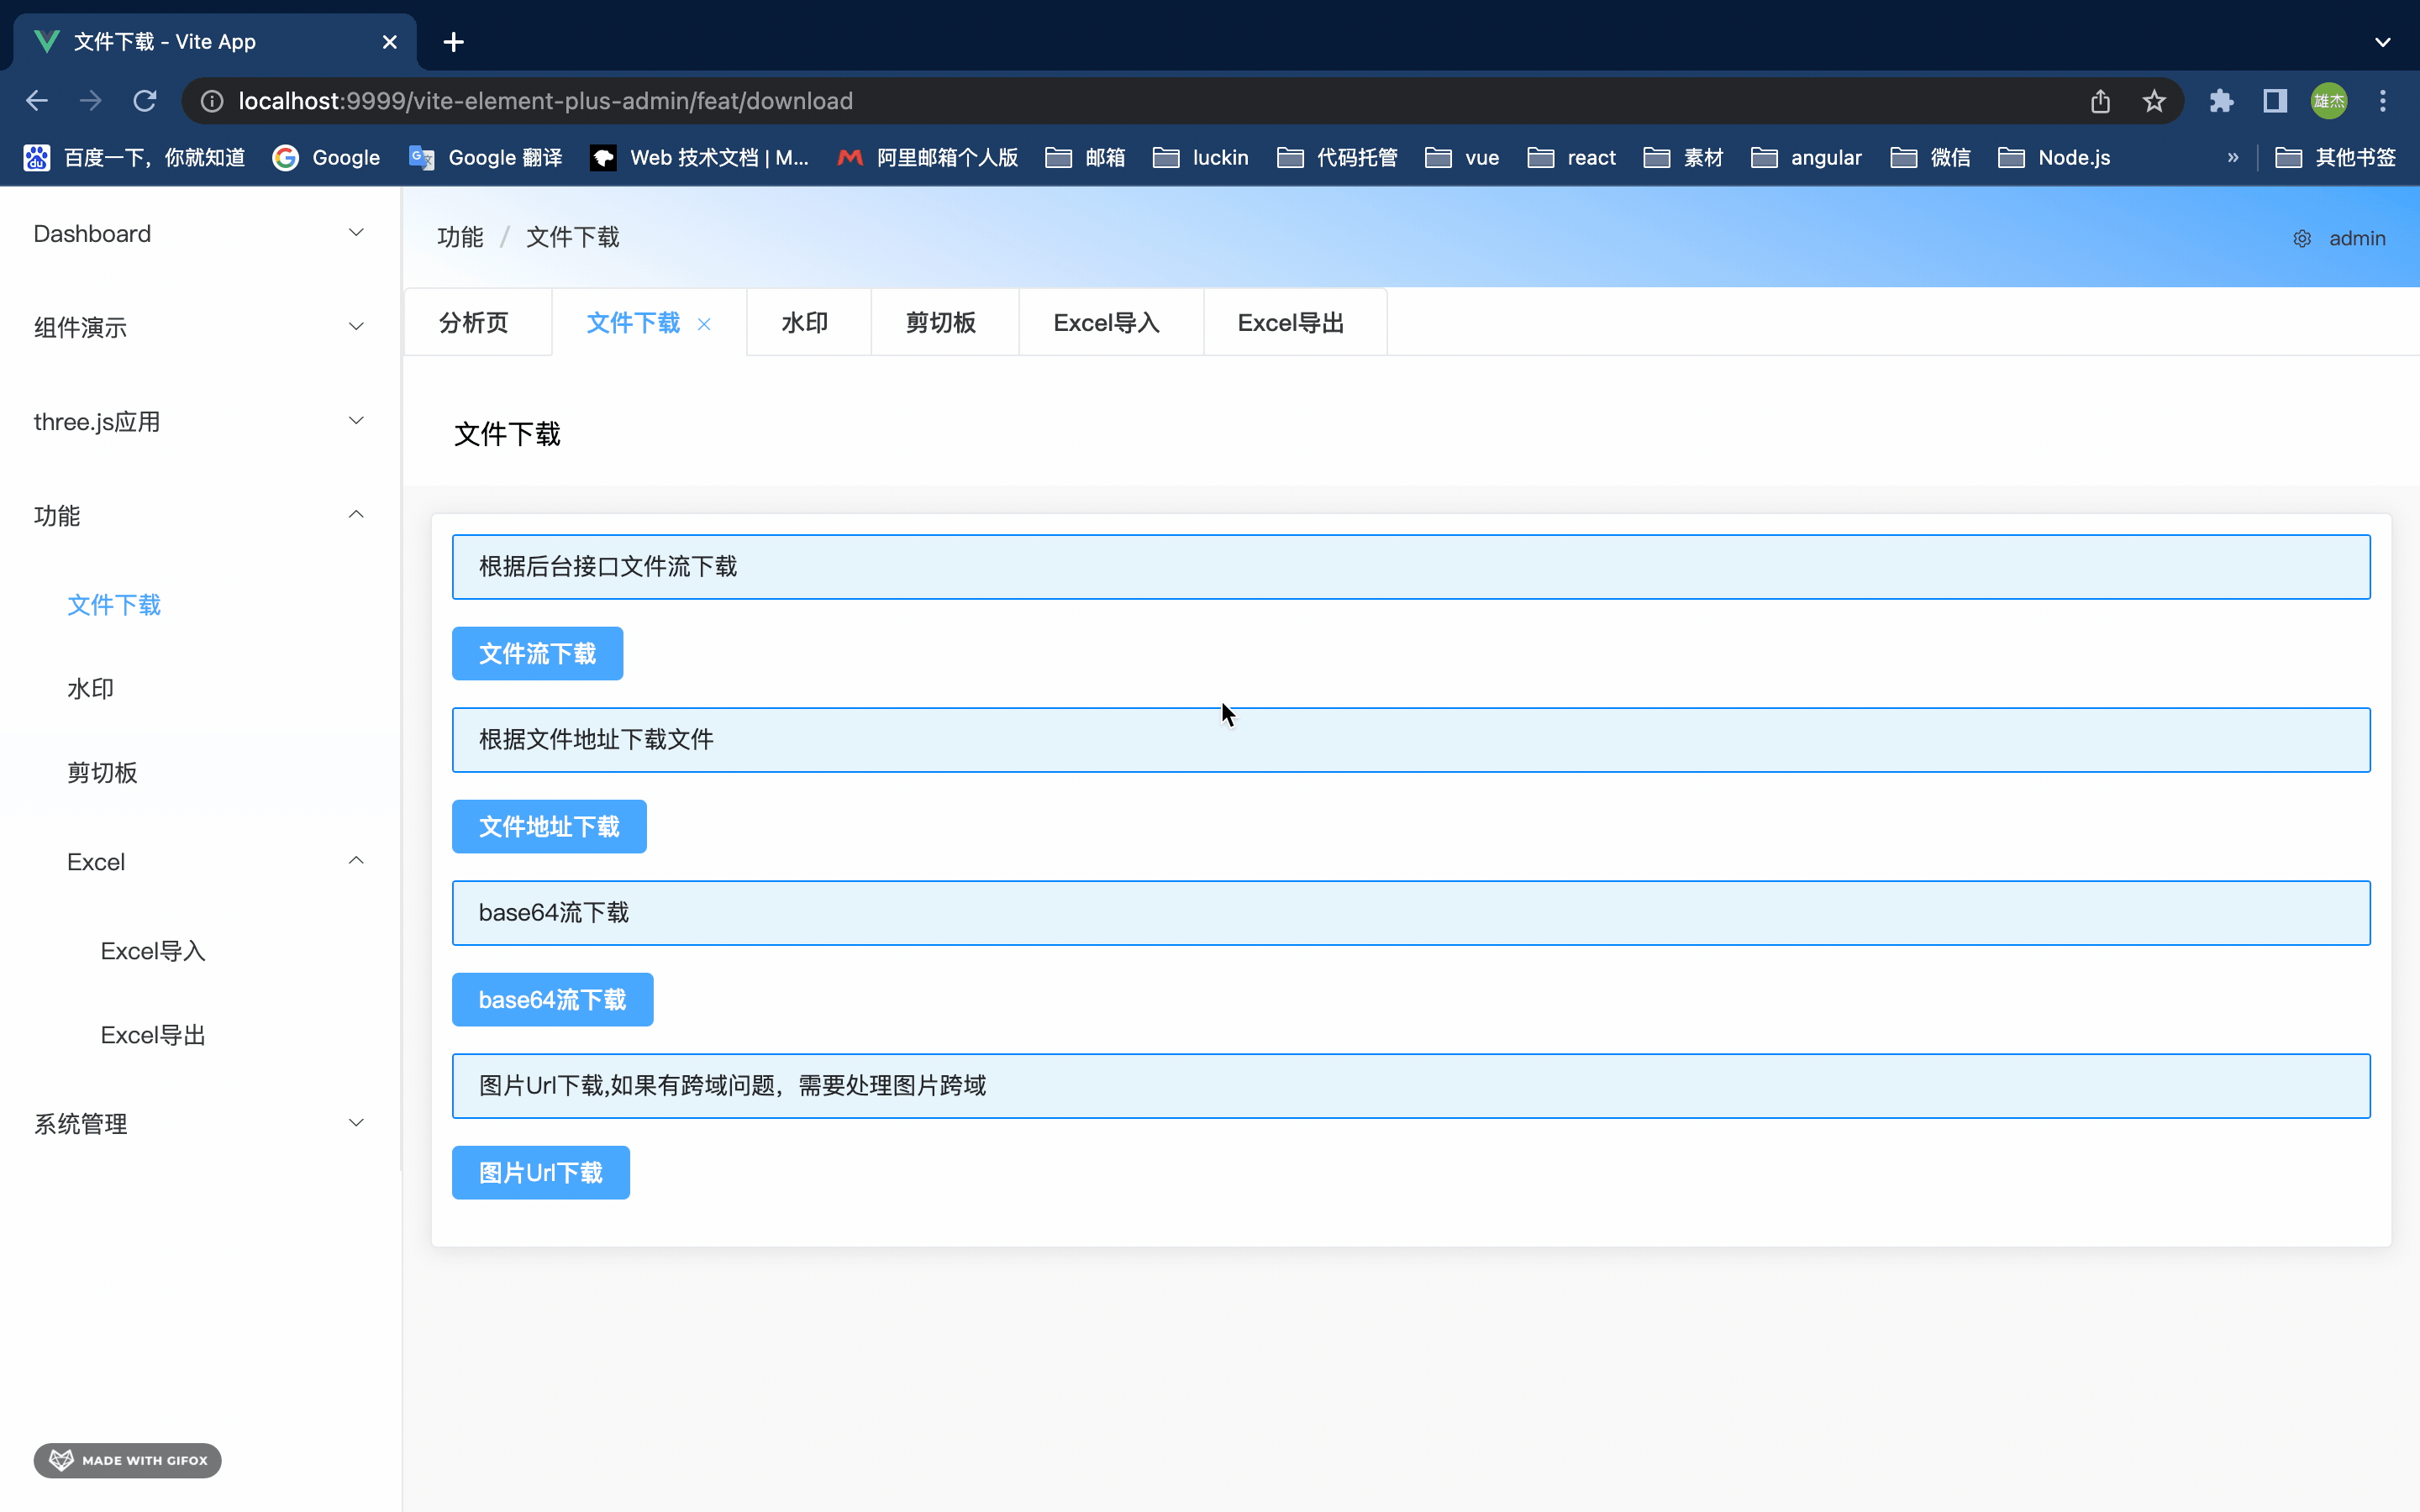 文件下载 - Vite App
localhost:9999/vite-element-plus-admin/feat/download
雄杰
百度一下，你就知道 Google Google 翻译 Web 技术文档 | M... 阿里邮箱个人版 邮箱 luckin 代码托管 vue react 素材 angular 微信 Node.js » 其他书签
Dashboard
组件演示
three.js应用
功能
文件下载
水印
剪切板
Excel
Excel导入
Excel导出
系统管理
MADE WITH GIFOX
功能 / 文件下载
admin
分析页 文件下载 水印 剪切板 Excel导入 Excel导出
文件下载
根据后台接口文件流下载
文件流下载
根据文件地址下载文件
文件地址下载
base64流下载
base64流下载
图片Url下载,如果有跨域问题，需要处理图片跨域
图片Url下载